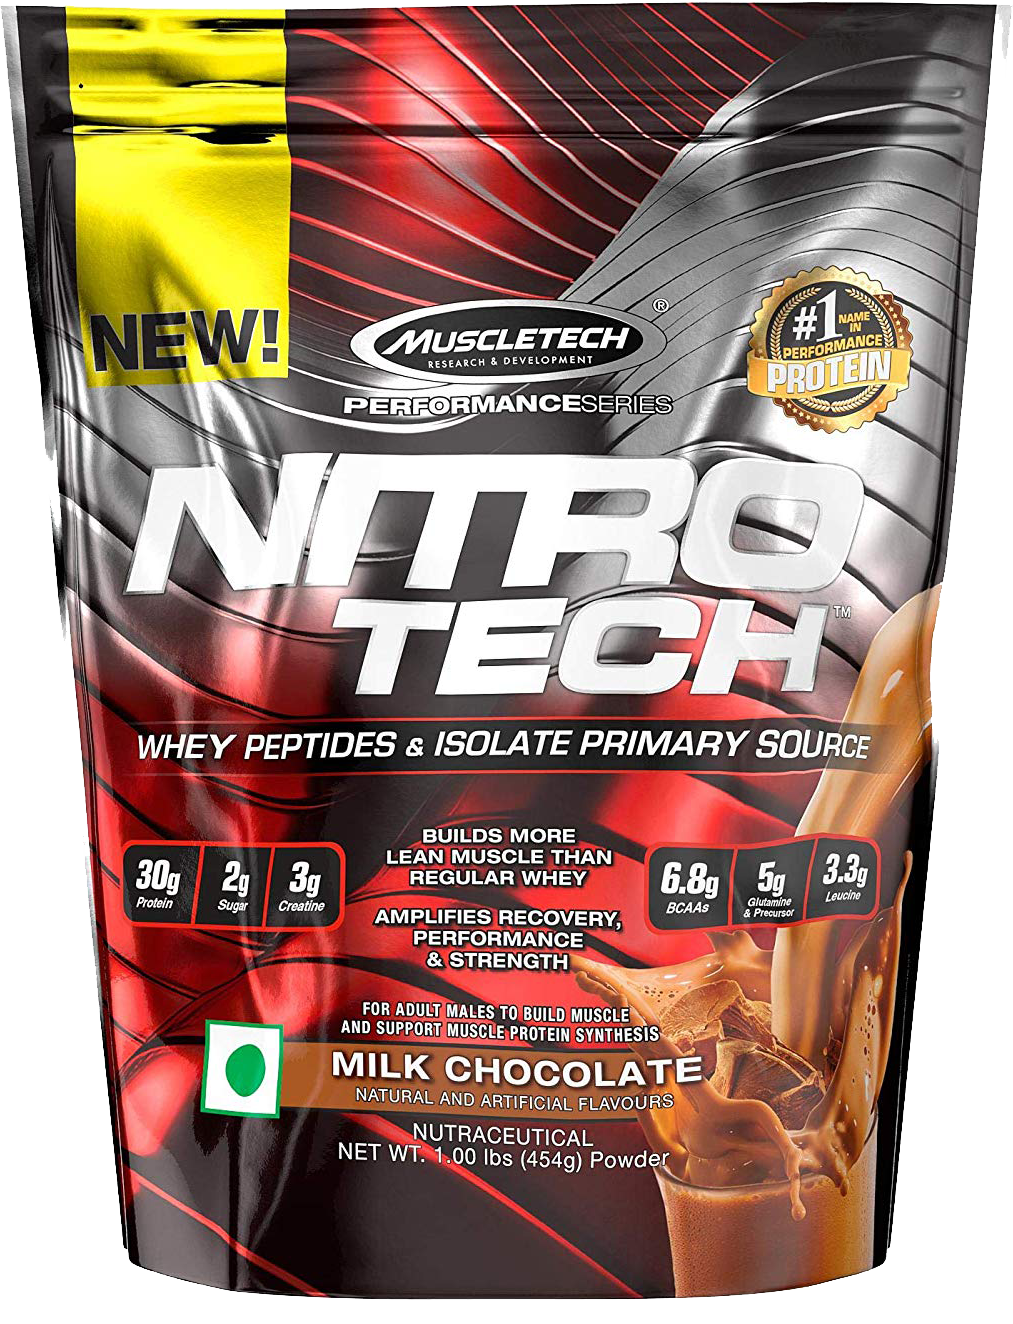 NEW!
MUSCLETECH®
RESEARCH & DEVELOPMENT
PERFORMANCESERIES
#1 NAME
IN
PERFORMANCE
PROTEIN
NITRO
TECH™
WHEY PEPTIDES & ISOLATE PRIMARY SOURCE
30g
Protein
2g
Sugar
3g
Creatine
BUILDS MORE
LEAN MUSCLE THAN
REGULAR WHEY
AMPLIFIES RECOVERY,
PERFORMANCE
& STRENGTH
6.8g
BCAAs
5g
Glutamine
& Precursor
3.3g
Leucine
FOR ADULT MALES TO BUILD MUSCLE
AND SUPPORT MUSCLE PROTEIN SYNTHESIS
MILK CHOCOLATE
NATURAL AND ARTIFICIAL FLAVOURS
NUTRACEUTICAL
NET WT. 1.00 lbs (454g) Powder